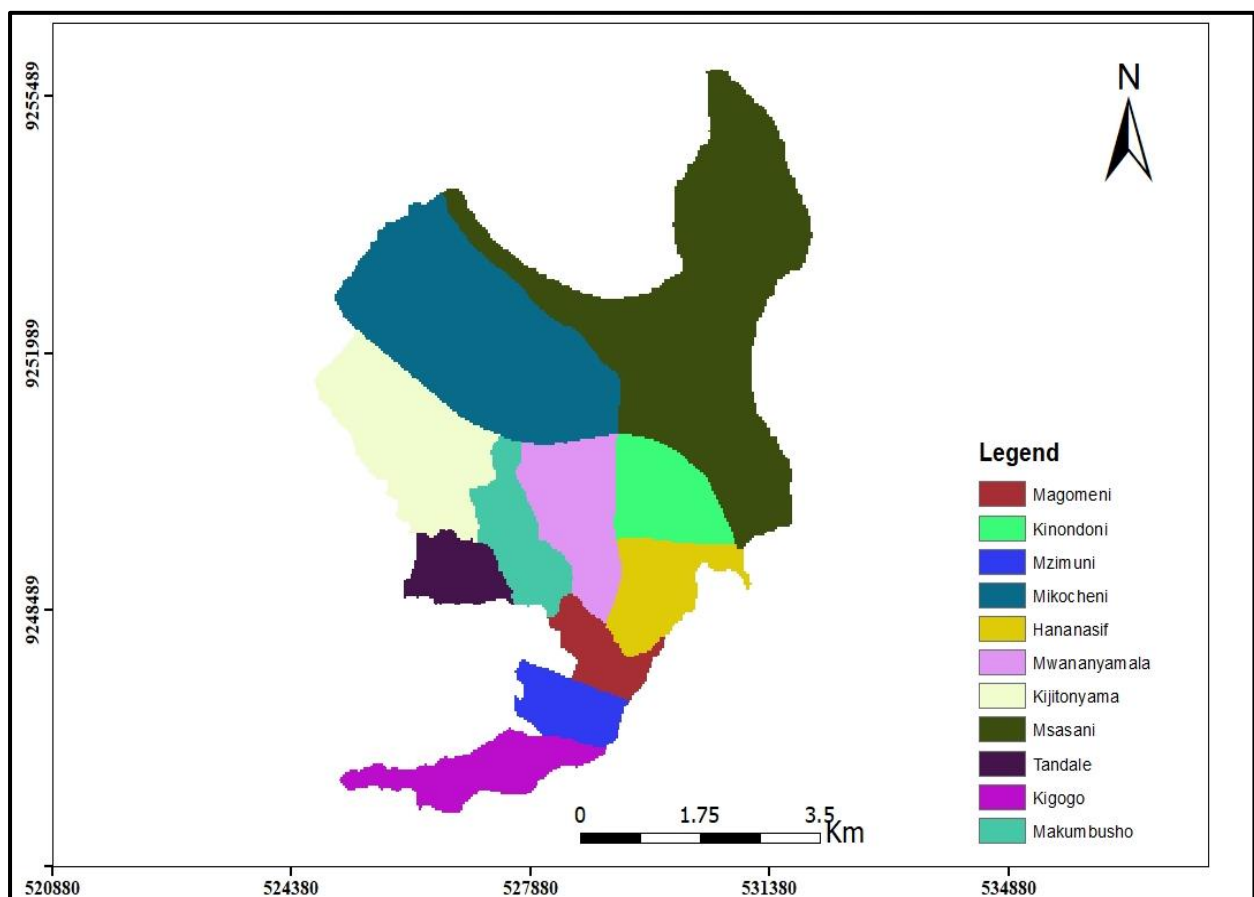 N
9255489
9251989
9248489
Legend
Magomeni
Kinondoni
Mzimuni
Mikocheni
Hananasif
Mwananyamala
Kijitonyama
Msasani
Tandale
Kigogo
Makumbusho
0 1.75 3.5
Km
520880 524380 527880 531380 534880